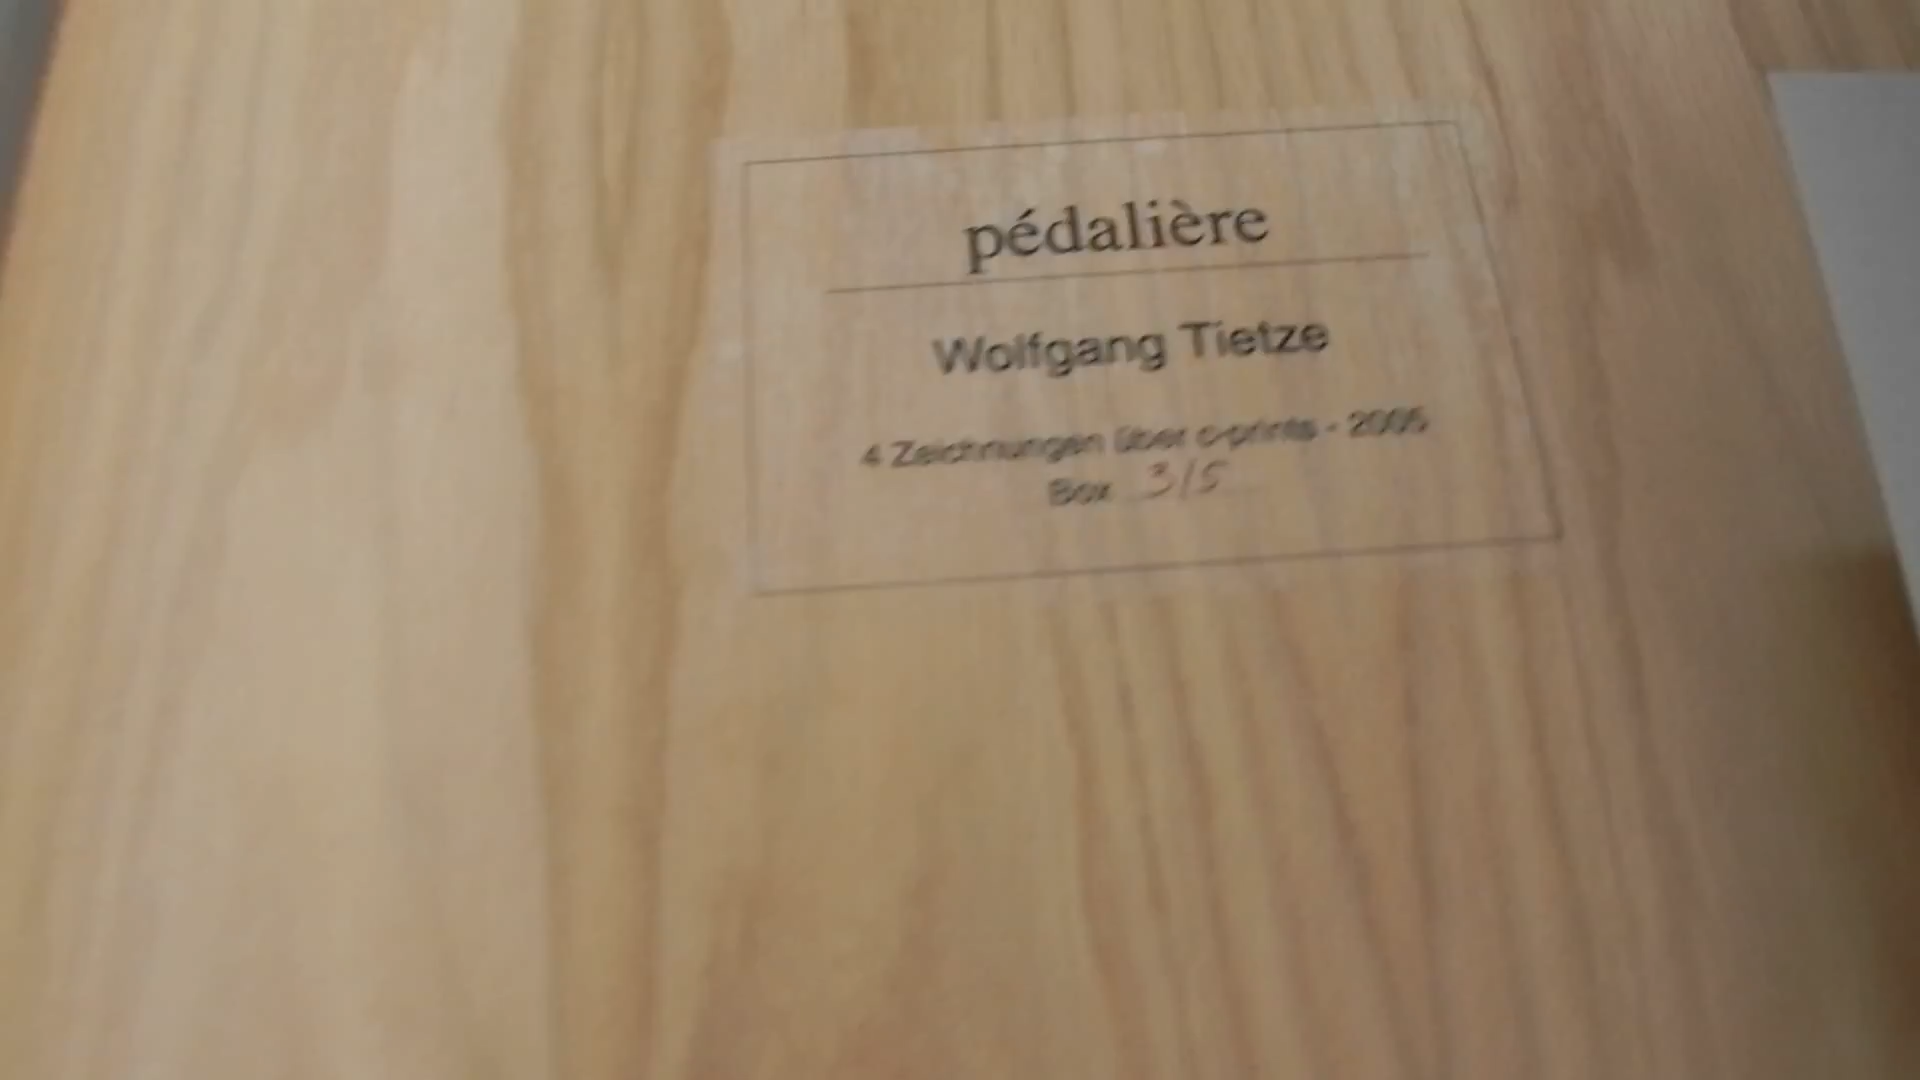 pédalière
Wolfgang Tietze
4 Zeichnungen über c-prints - 2005
Box 3/5